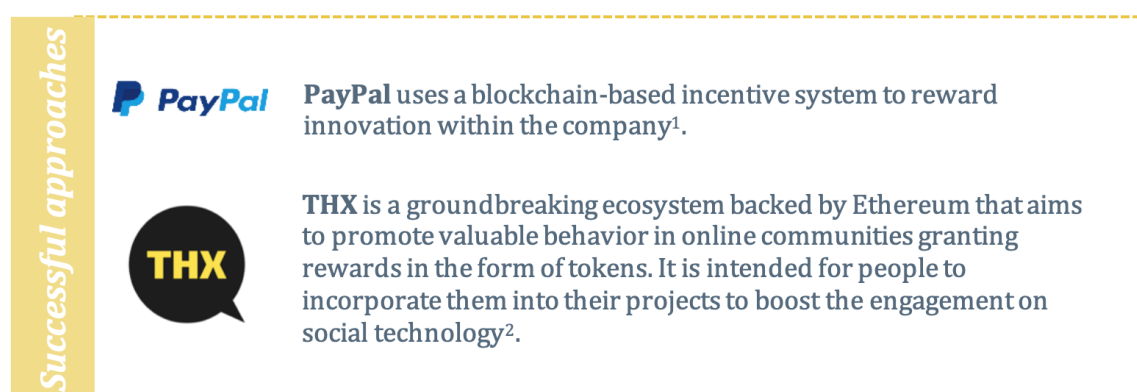 Successful approaches
PayPal
PayPal uses a blockchain-based incentive system to reward
innovation within the company¹.
THX
THX is a groundbreaking ecosystem backed by Ethereum that aims
to promote valuable behavior in online communities granting
rewards in the form of tokens. It is intended for people to
incorporate them into their projects to boost the engagement on
social technology².